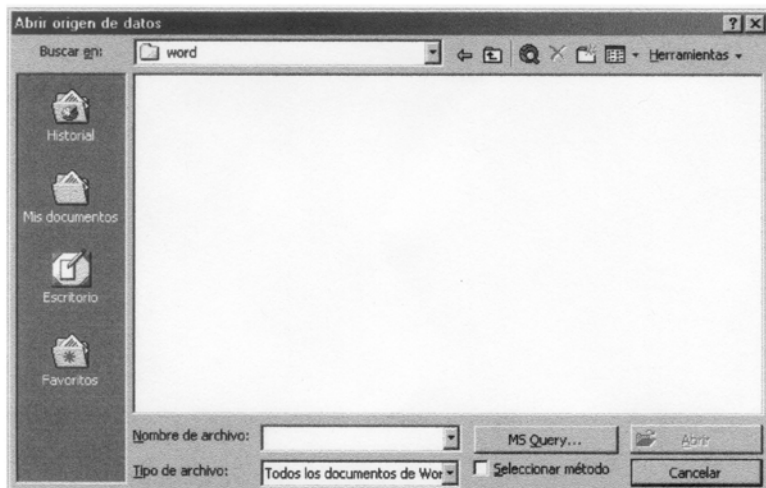 Abrir origen de datos
Buscar en: word Herramientas
Historial
Mis documentos
Escritorio
Favoritos
Nombre de archivo: MS Query...  Abrir
Tipo de archivo: Todos los documentos de Wor Seleccionar método Cancelar